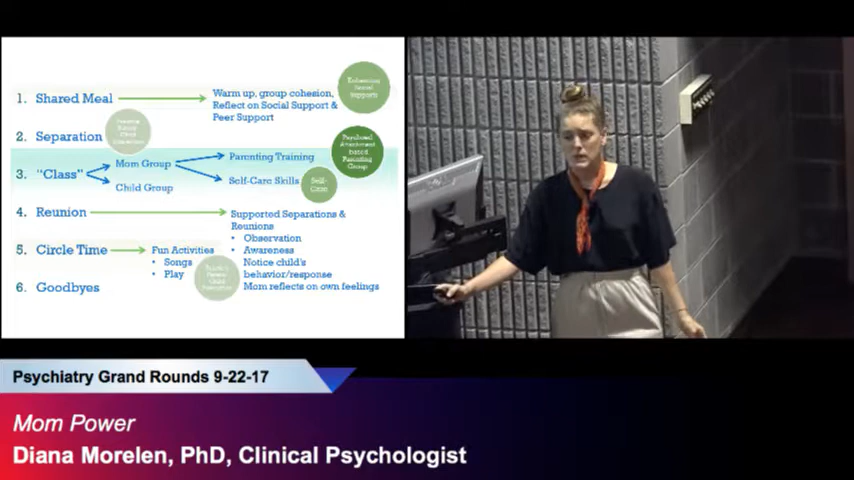 1. Shared Meal
Warm up, group cohesion,
Reflect on Social Support &
Peer Support
Enhancing
Social
Supports
2. Separation
3. "Class"
Mom Group
Child Group
Parenting Training
Self-Care Skills
Attachment
based
Parenting
Group
Self-
Care
4. Reunion
Supported Separations &
Reunions
• Observation
• Awareness
Notice child's
behavior/response
Mom reflects on own feelings
5. Circle Time
Fun Activities
• Songs
• Play
6. Goodbyes
Psychiatry Grand Rounds 9-22-17
Mom Power
Diana Morelen, PhD, Clinical Psychologist